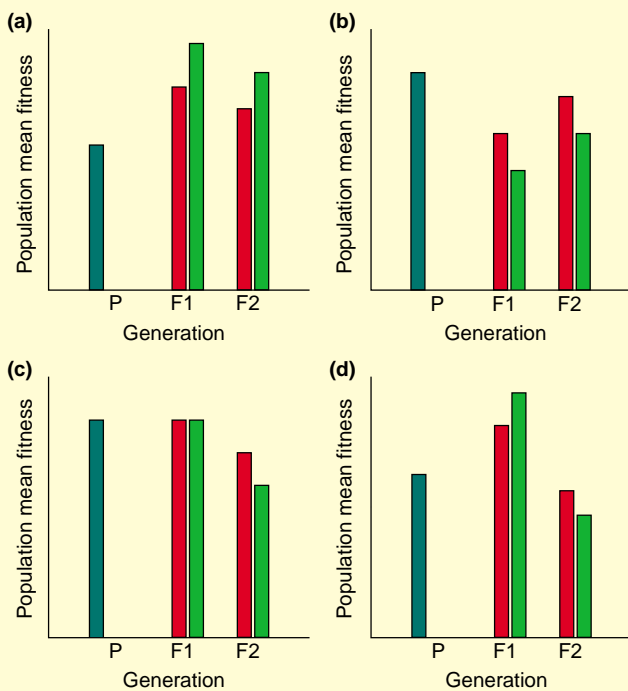 (a)
Population mean fitness
P F1 F2
Generation
(b)
Population mean fitness
P F1 F2
Generation
(c)
Population mean fitness
P F1 F2
Generation
(d)
Population mean fitness
P F1 F2
Generation